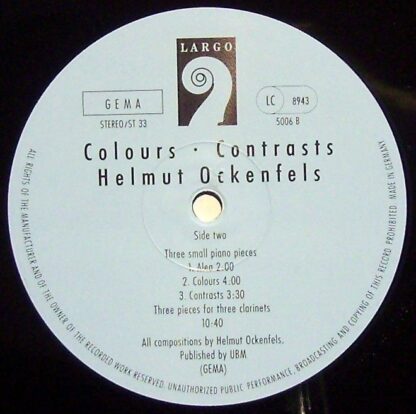 LARGO
GEMA
STEREO/ST 33
LC 8943
5006 B
Colours · Contrasts
Helmut Ockenfels
Side two
Three small piano pieces
1. Alea 2:00
2. Colours 4:00
3. Contrasts 3:30
Three pieces for three clarinets
10:40
All compositions by Helmut Ockenfels.
Published by UBM
(GEMA)
ALL RIGHTS OF THE MANUFACTURER AND OF THE OWNER OF THE RECORDED WORK RESERVED. UNAUTHORIZED PUBLIC PERFORMANCE, BROADCASTING AND COPYING OF THIS RECORD PROHIBITED. MADE IN GERMANY.